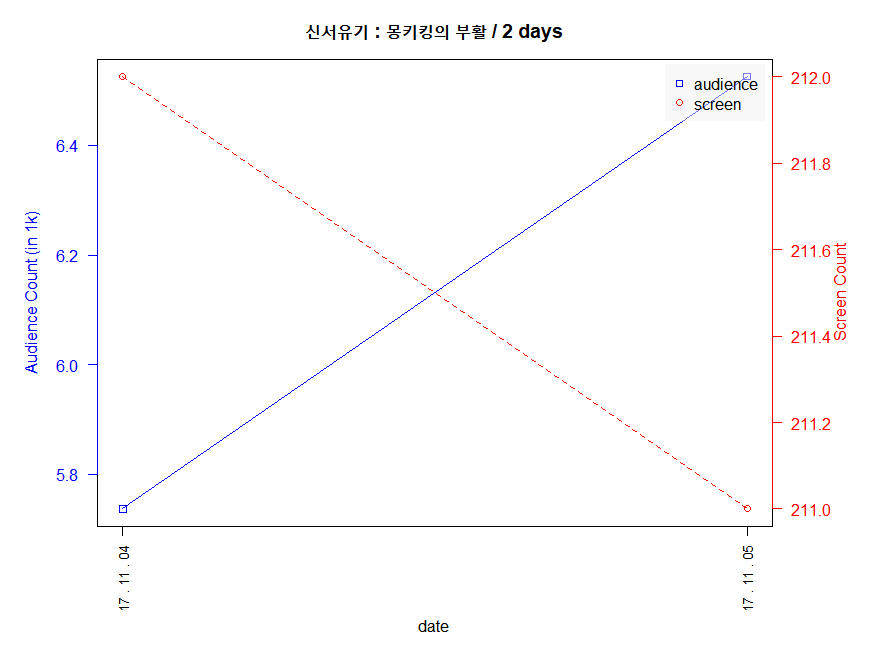 신서유기 : 몽키킹의 부활 / 2 days
audience
screen
Audience Count (in 1k)
6.4
6.2
6.0
5.8
212.0
211.8
211.6
211.4
211.2
211.0
Screen Count
17 . 11 . 04
17 . 11 . 05
date